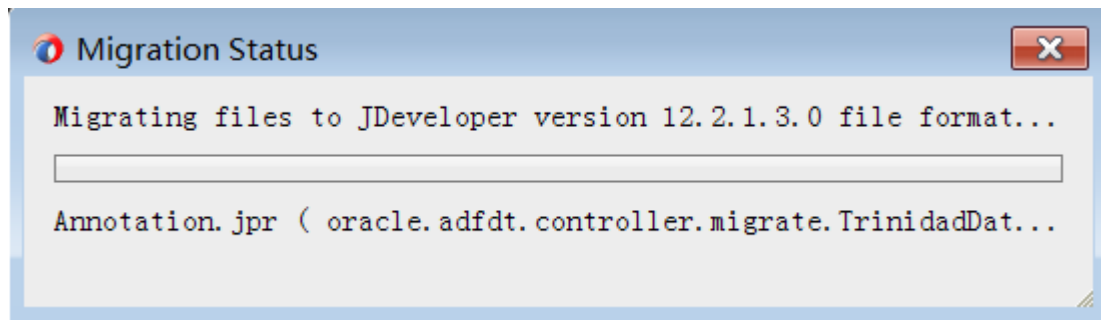 Migration Status
Migrating files to JDeveloper version 12.2.1.3.0 file format...
Annotation.jpr ( oracle.adfdt.controller.migrate.TrinidadDat...